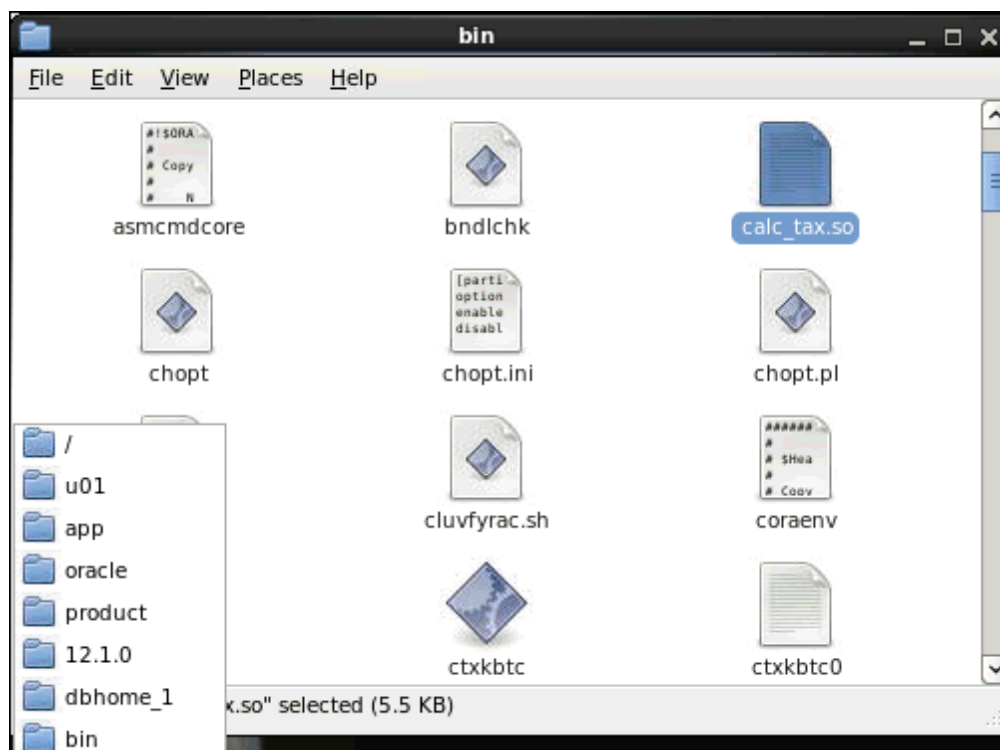 bin
File Edit View Places Help
#!$ORA
#
# Copy
#
# N
asmcmdcore
bndlchk
calc_tax.so
chopt
[parti
option
enable
disabl
chopt.ini
chopt.pl
cluvfyrac.sh
######
#
# $Hea
#
# Copy
coraenv
ctxkbtc
ctxkbtc0
/
u01
app
oracle
product
12.1.0
dbhome_1
bin
x.so" selected (5.5 KB)